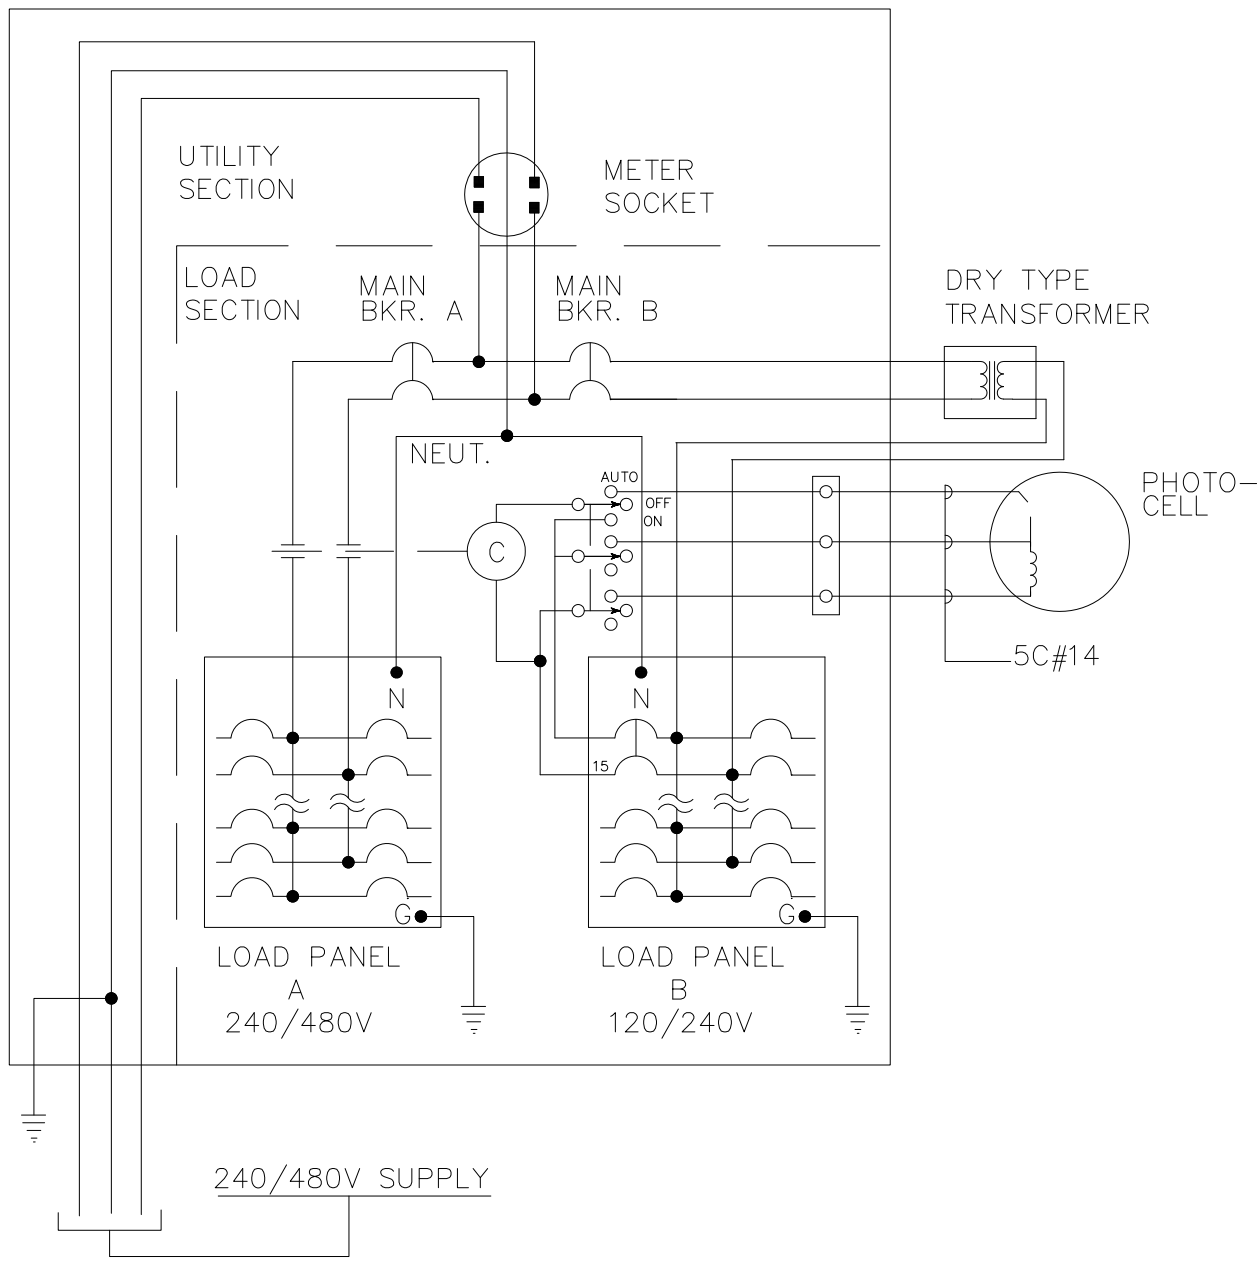 UTILITY
SECTION
METER
SOCKET
LOAD
SECTION
MAIN
BKR. A
MAIN
BKR. B
DRY TYPE
TRANSFORMER
NEUT.
AUTO
OFF
ON
PHOTO-
CELL
C
5C#14
N
N
15
G
G
LOAD PANEL
A
240/480V
LOAD PANEL
B
120/240V
240/480V SUPPLY